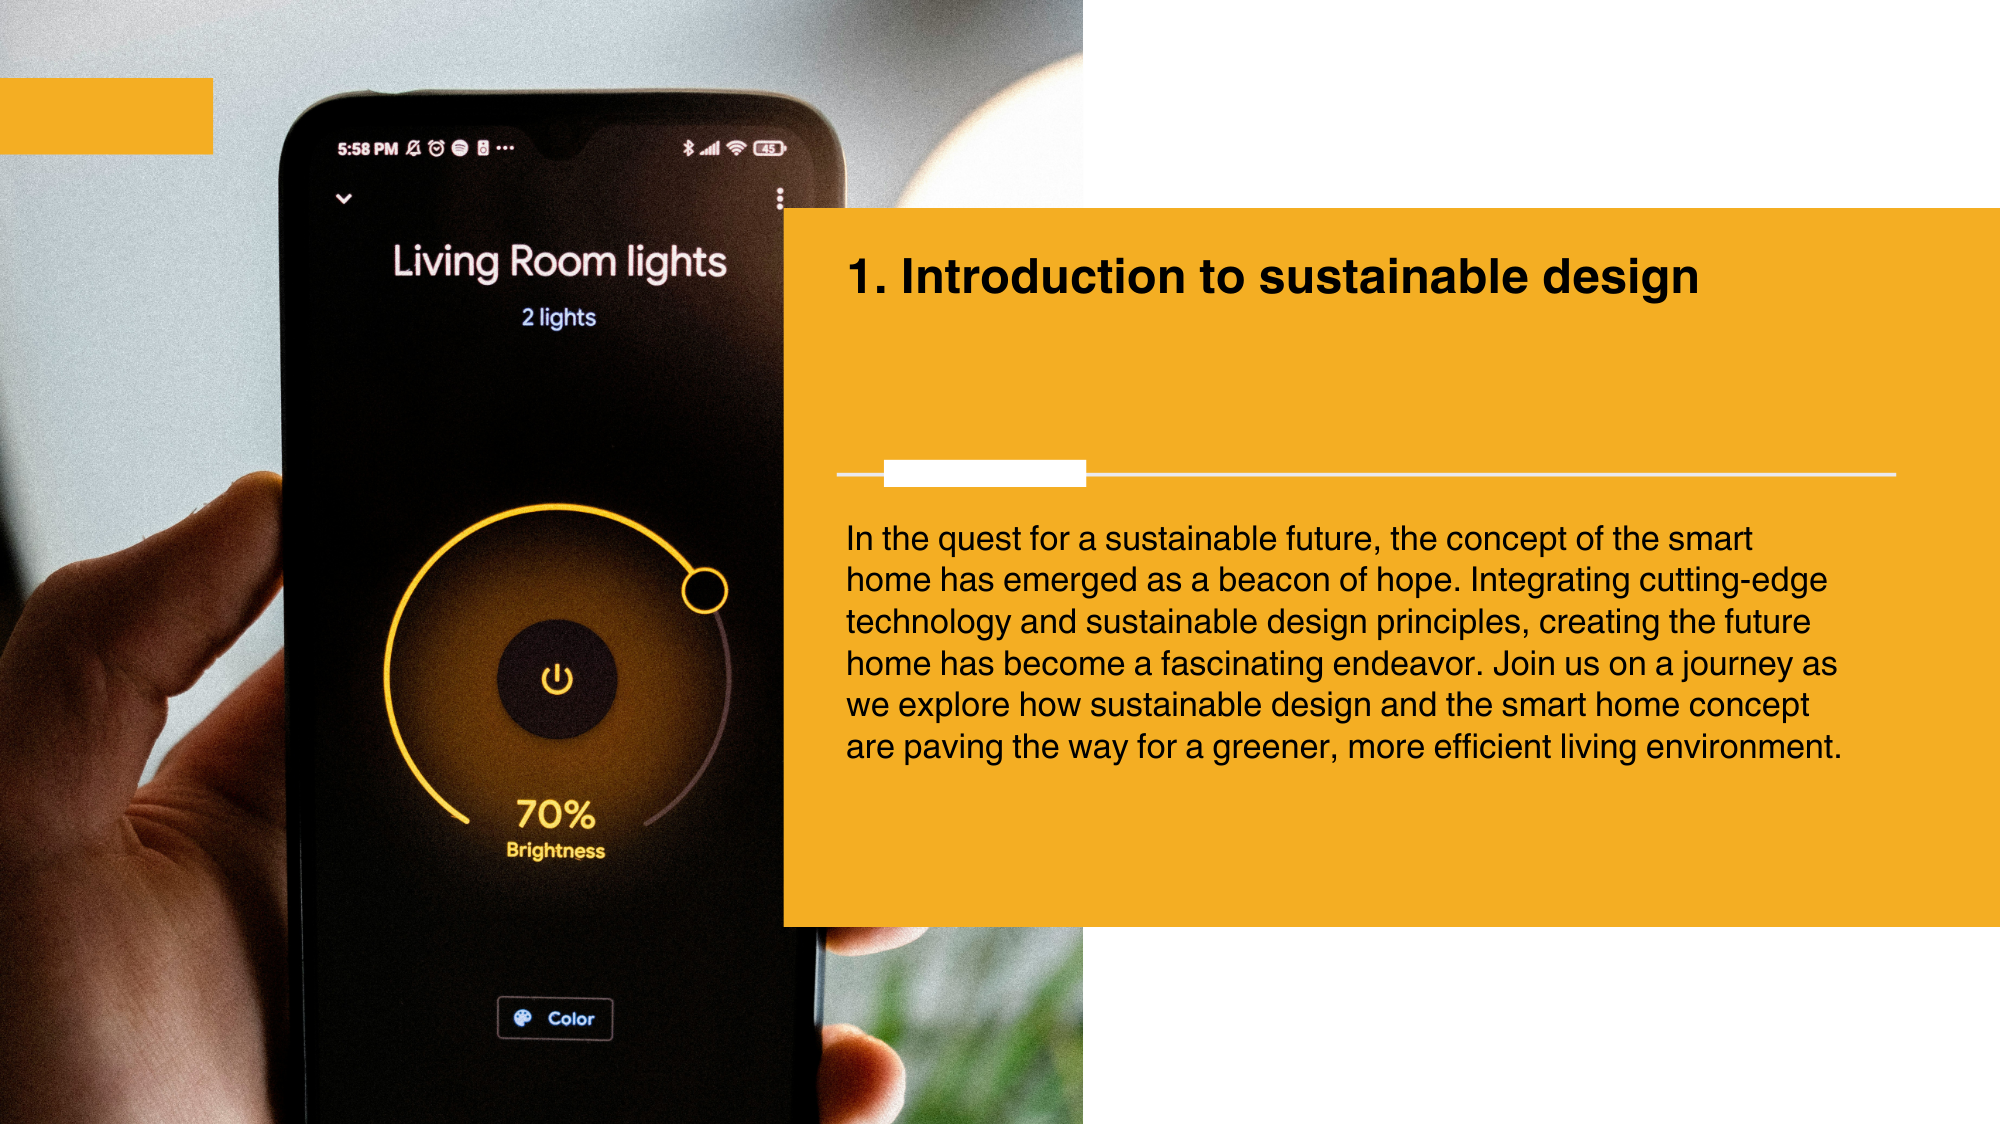 5:58 PM
45
Living Room lights
2 lights
70%
Brightness
Color
1. Introduction to sustainable design
In the quest for a sustainable future, the concept of the smart
home has emerged as a beacon of hope. Integrating cutting-edge
technology and sustainable design principles, creating the future
home has become a fascinating endeavor. Join us on a journey as
we explore how sustainable design and the smart home concept
are paving the way for a greener, more efficient living environment.